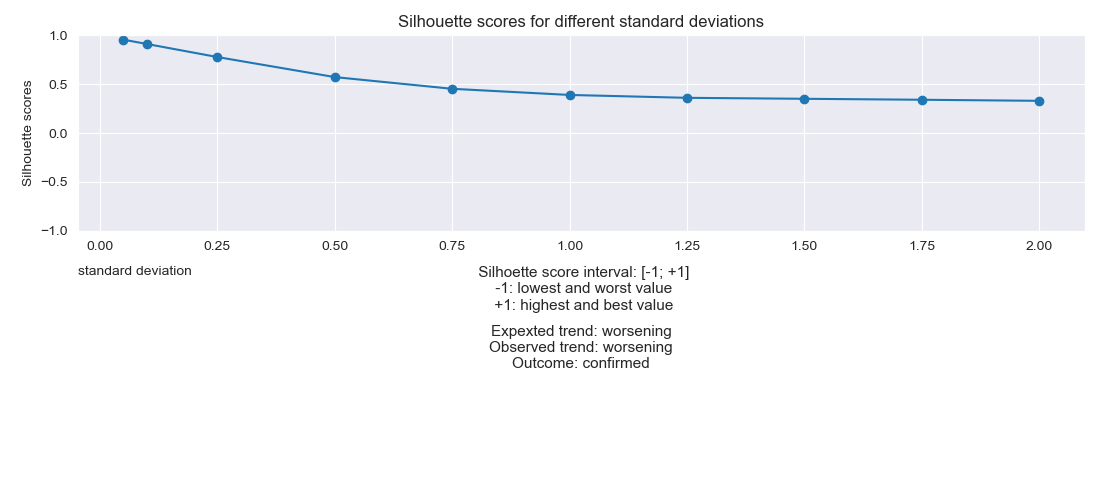 Silhouette scores for different standard deviations
Silhouette scores
1.0
0.5
0.0
−0.5
−1.0
0.00 0.25 0.50 0.75 1.00 1.25 1.50 1.75 2.00
standard deviation
Silhoette score interval: [-1; +1]
-1: lowest and worst value
+1: highest and best value
Expexted trend: worsening
Observed trend: worsening
Outcome: confirmed